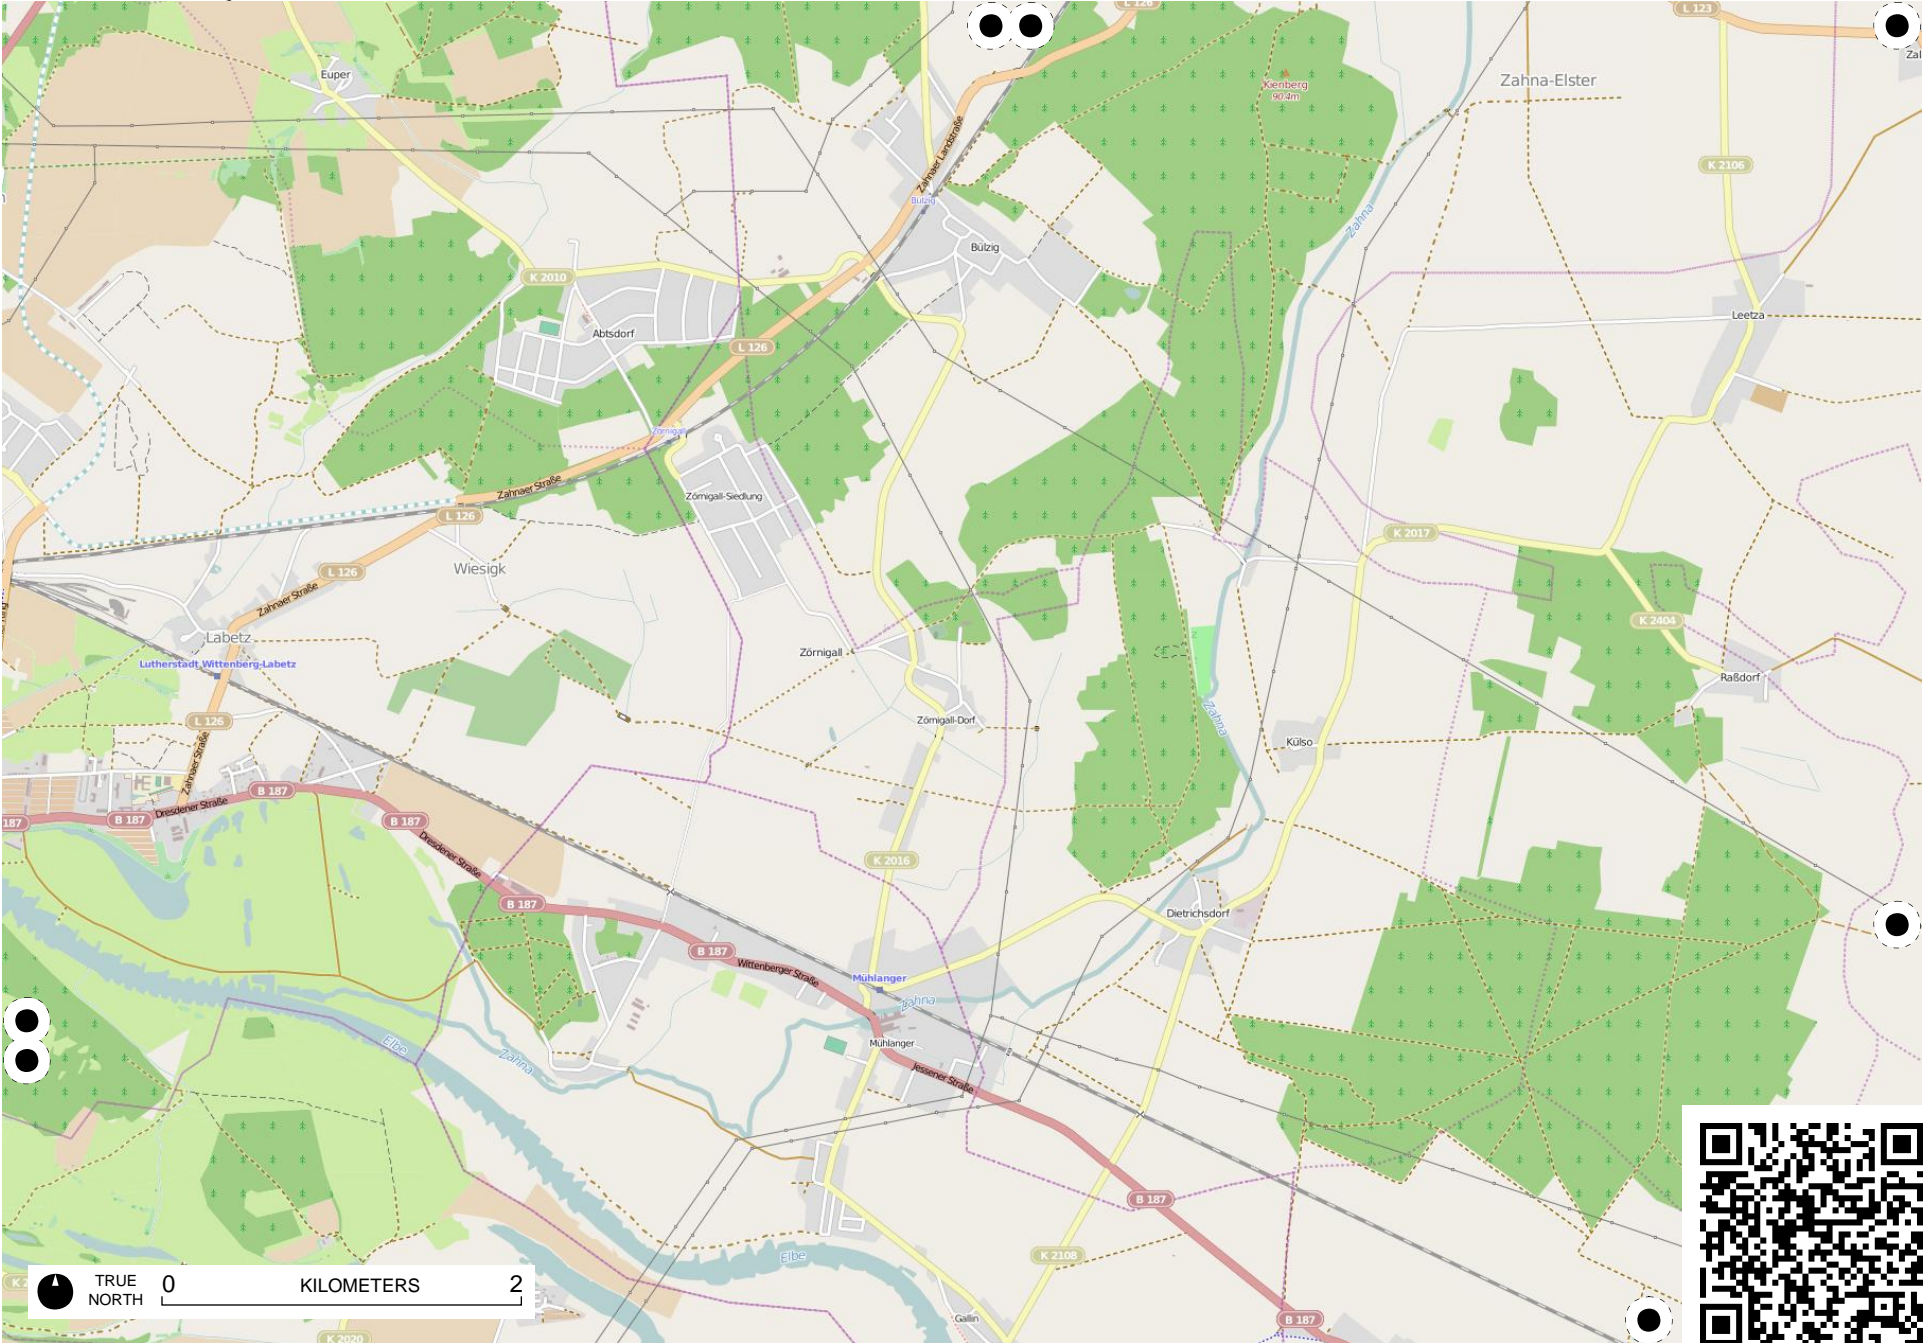 L 126
L 123
Zal
Euper
Kienberg
90.4m
Zahna-Elster
Zahnaer Landstraße
K 2106
Bülzig
Zahna
Bülzig
K 2010
Leetza
Abtsdorf
L 126
Zörnigall
Zahnaer Straße
Zörnigall-Siedlung
L 126
K 2017
Wiesigk
L 126
Zahnaer Straße
K 2404
Labetz
Zörnigall
Lutherstadt Wittenberg-Labetz
Raßdorf
L 126
Zörnigall-Dorf
Zahna
Külso
Zahnaer Straße
B 187
Dresdener Straße
187
B 187
B 187
Dresdener Straße
K 2016
B 187
Dietrichsdorf
B 187
Wittenberger Straße
Mühlanger
Zahna
Elbe
Zahna
Mühlanger
Jessener Straße
B 187
Elbe
K 2108
TRUE NORTH
0 KILOMETERS 2
Gallin
B 187
K 2020